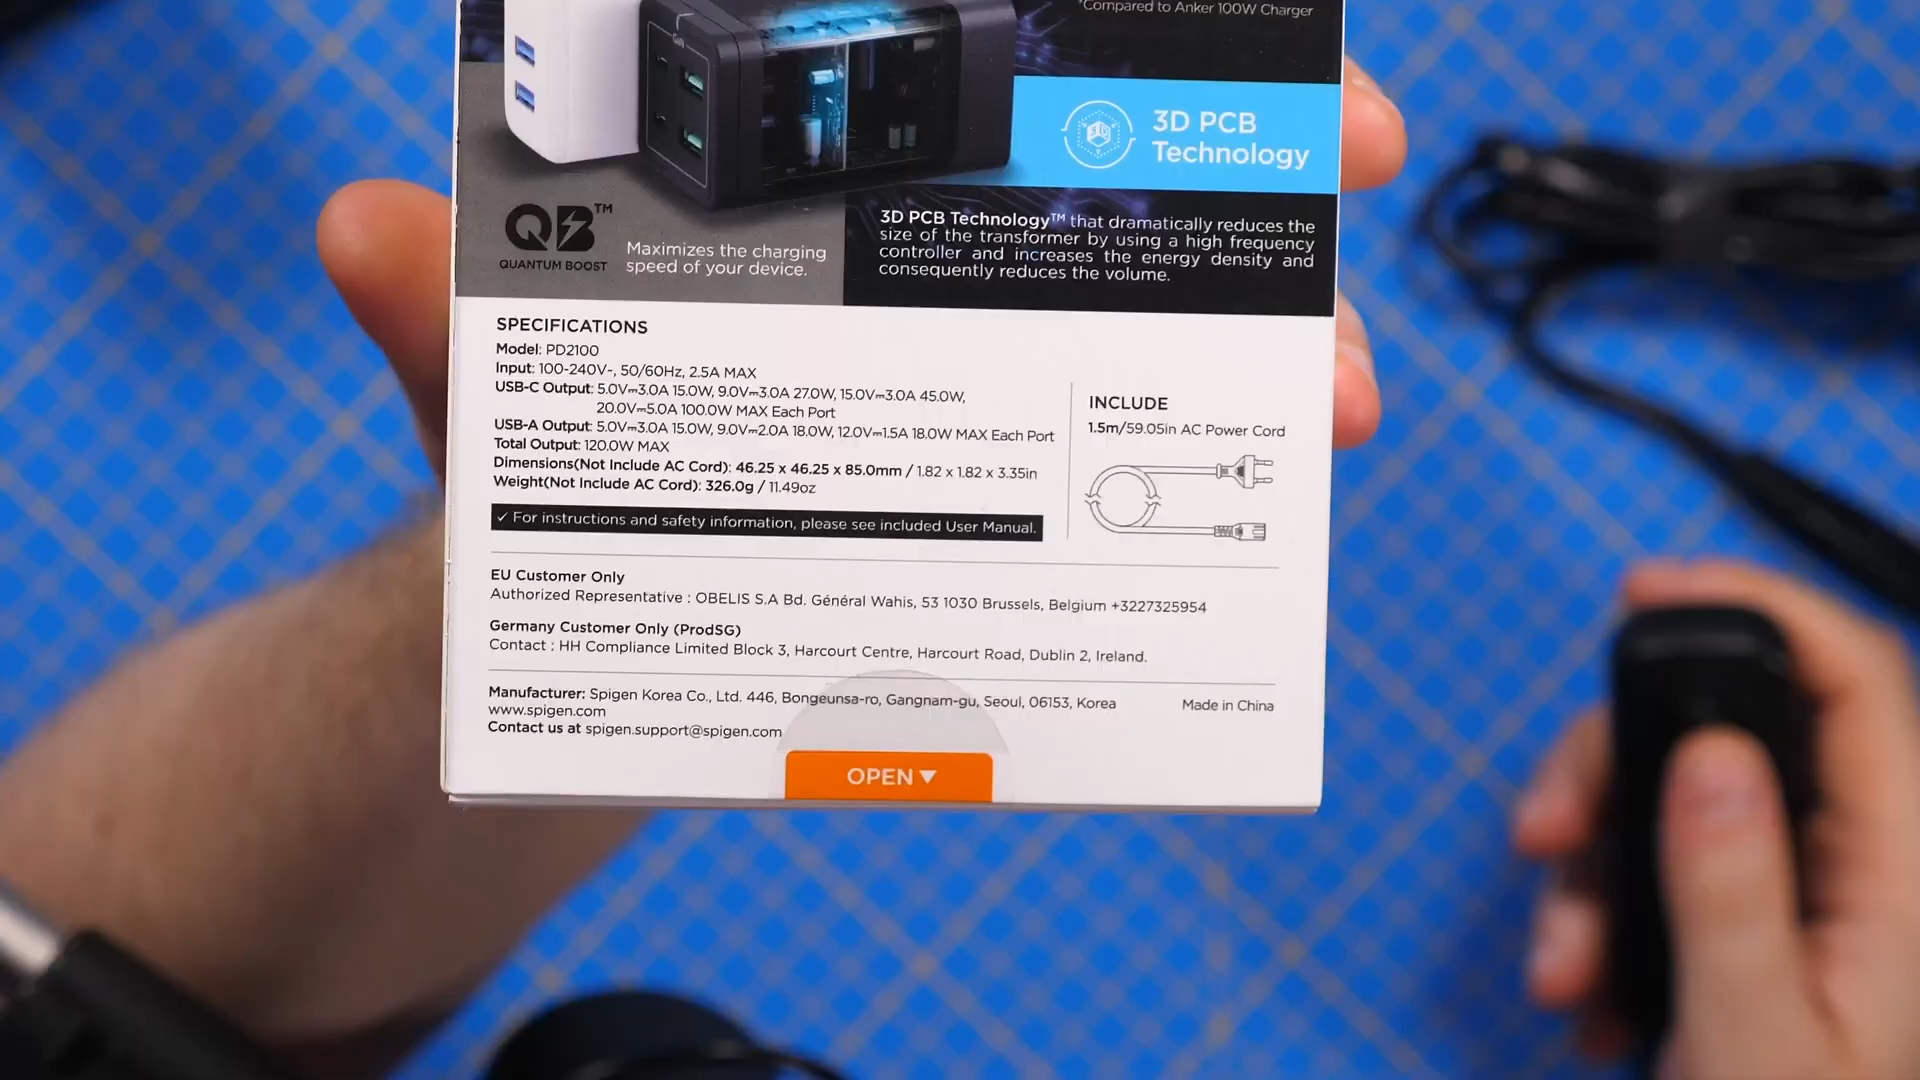 *Compared to Anker 100W Charger
3D PCB
Technology
QB™
QUANTUM BOOST
Maximizes the charging
speed of your device.
3D PCB Technology™ that dramatically reduces the
size of the transformer by using a high frequency
controller and increases the energy density and
consequently reduces the volume.
SPECIFICATIONS
Model: PD2100
Input: 100-240V~, 50/60Hz, 2.5A MAX
USB-C Output: 5.0V⎓3.0A 15.0W, 9.0V⎓3.0A 27.0W, 15.0V⎓3.0A 45.0W,
20.0V⎓5.0A 100.0W MAX Each Port
USB-A Output: 5.0V⎓3.0A 15.0W, 9.0V⎓2.0A 18.0W, 12.0V⎓1.5A 18.0W MAX Each Port
Total Output: 120.0W MAX
Dimensions(Not Include AC Cord): 46.25 x 46.25 x 85.0mm / 1.82 x 1.82 x 3.35in
Weight(Not Include AC Cord): 326.0g / 11.49oz
✓ For instructions and safety information, please see included User Manual.
INCLUDE
1.5m/59.05in AC Power Cord
EU Customer Only
Authorized Representative : OBELIS S.A Bd. Général Wahis, 53 1030 Brussels, Belgium +3227325954
Germany Customer Only (ProdSG)
Contact : HH Compliance Limited Block 3, Harcourt Centre, Harcourt Road, Dublin 2, Ireland.
Manufacturer: Spigen Korea Co., Ltd. 446, Bongeunsa-ro, Gangnam-gu, Seoul, 06153, Korea
www.spigen.com
Contact us at spigen.support@spigen.com
Made in China
OPEN▼